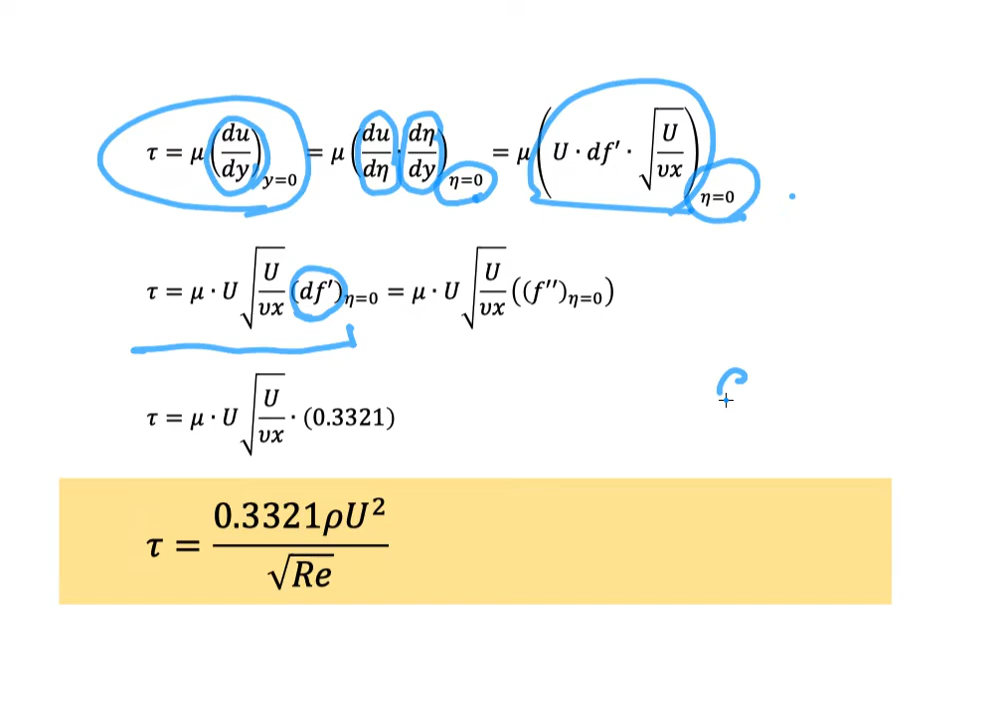 τ = μ(du/dy)_{y=0} = μ(du/dη · dη/dy)_{η=0} = μ(U · df′ · √(U/υx))_{η=0}
τ = μ · U √(U/υx) (df′)_{η=0} = μ · U √(U/υx) ((f′′)_{η=0})
τ = μ · U √(U/υx) · (0.3321)
τ = 0.3321ρU²/√Re